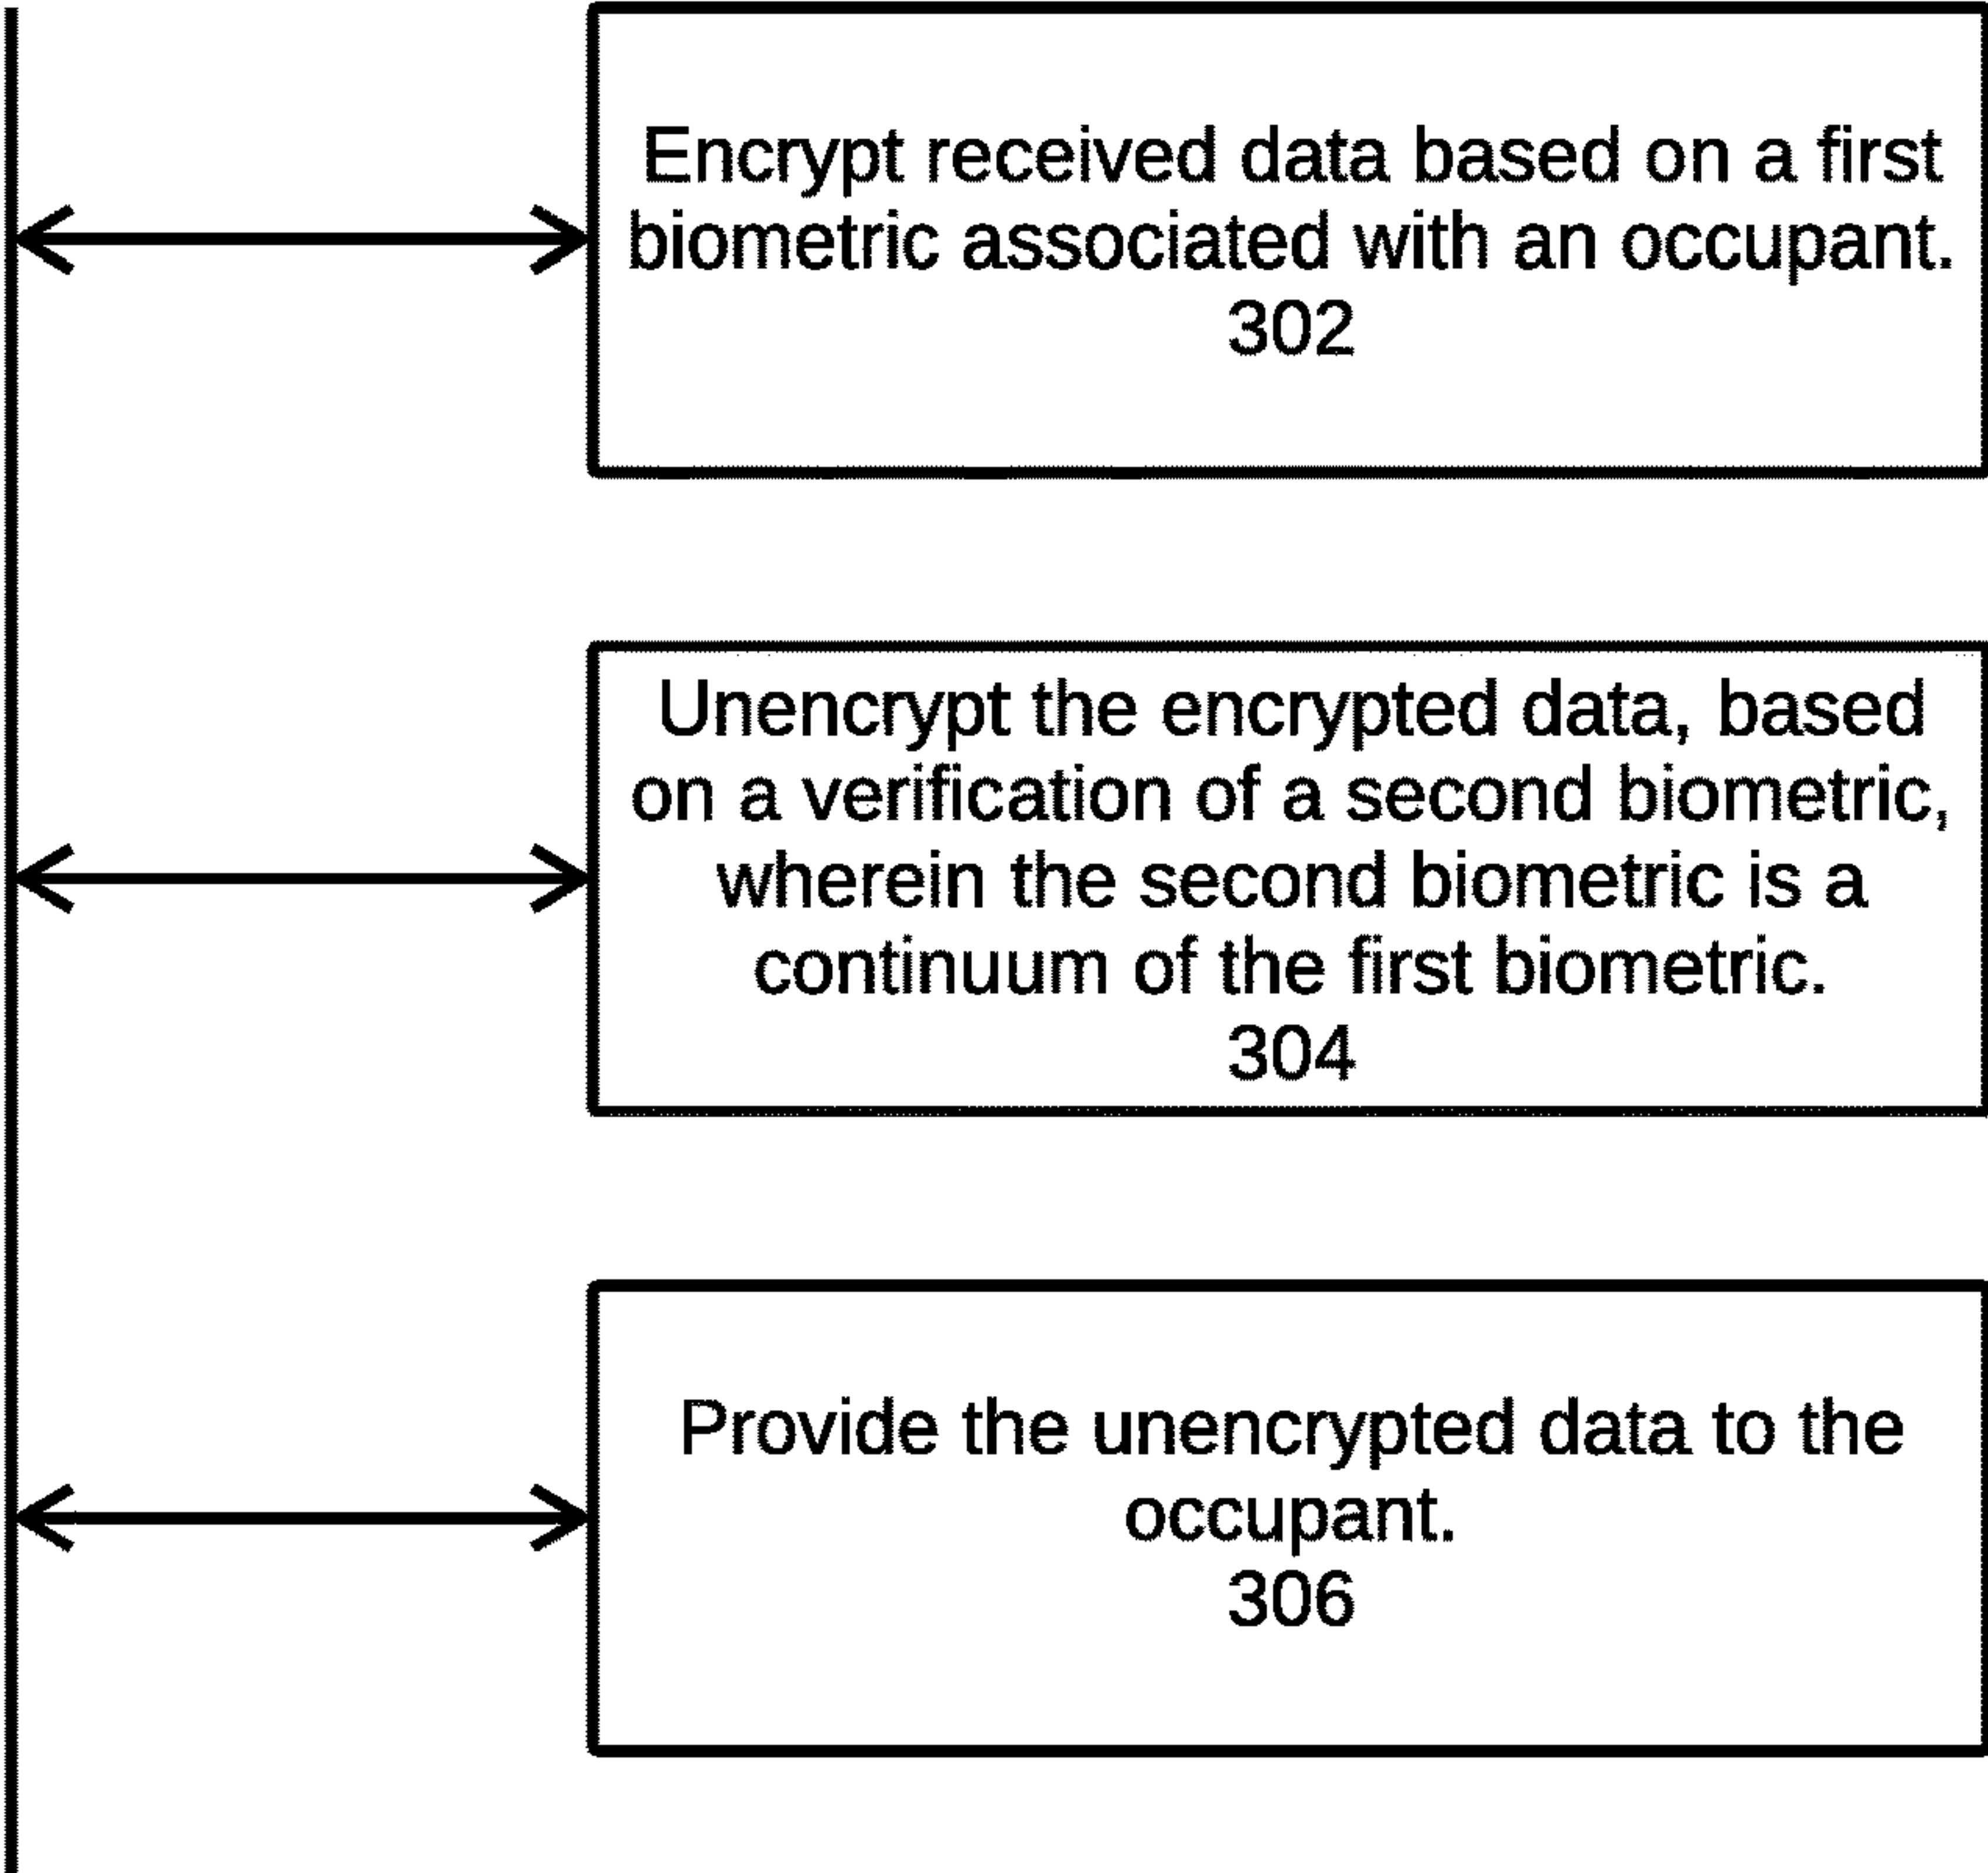 Encrypt received data based on a first
biometric associated with an occupant.
302
Unencrypt the encrypted data, based
on a verification of a second biometric,
wherein the second biometric is a
continuum of the first biometric.
304
Provide the unencrypted data to the
occupant.
306